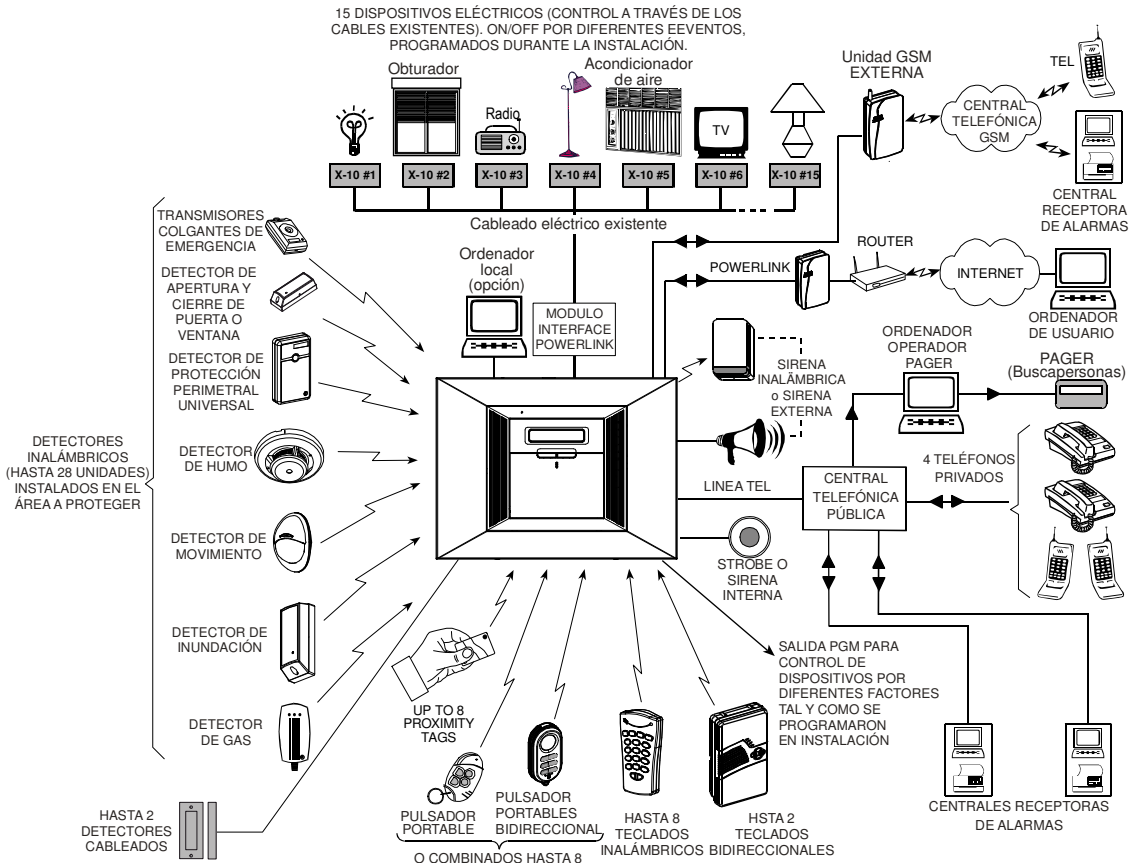 15 DISPOSITIVOS ELÉCTRICOS (CONTROL A TRAVÉS DE LOS
CABLES EXISTENTES). ON/OFF POR DIFERENTES EEVENTOS,
PROGRAMADOS DURANTE LA INSTALACIÓN.
Obturador
Radio
Acondicionador
de aire
TV
X-10 #1
X-10 #2
X-10 #3
X-10 #4
X-10 #5
X-10 #6
X-10 #15
Cableado eléctrico existente
Unidad GSM
EXTERNA
CENTRAL
TELEFÓNICA
GSM
TEL
CENTRAL
RECEPTORA
DE ALARMAS
POWERLINK
ROUTER
INTERNET
ORDENADOR
DE USUARIO
Ordenador
local
(opción)
MODULO
INTERFACE
POWERLINK
SIRENA
INALÄMBRICA
o SIRENA
EXTERNA
ORDENADOR
OPERADOR
PAGER
PAGER
(Buscapersonas)
LINEA TEL
CENTRAL
TELEFÓNICA
PÚBLICA
4 TELÉFONOS
PRIVADOS
STROBE O
SIRENA
INTERNA
DETECTORES
INALÁMBRICOS
(HASTA 28 UNIDADES)
INSTALADOS EN EL
ÁREA A PROTEGER
TRANSMISORES
COLGANTES DE
EMERGENCIA
DETECTOR DE
APERTURA Y
CIERRE DE
PUERTA O
VENTANA
DETECTOR DE
PROTECCIÓN
PERIMETRAL
UNIVERSAL
DETECTOR
DE HUMO
DETECTOR DE
MOVIMIENTO
DETECTOR DE
INUNDACIÓN
DETECTOR
DE GAS
HASTA 2
DETECTORES
CABLEADOS
UP TO 8
PROXIMITY
TAGS
PULSADOR
PORTABLE
PULSADOR
PORTABLES
BIDIRECCIONAL
O COMBINADOS HASTA 8
HASTA 8
TECLADOS
INALÁMBRICOS
HSTA 2
TECLADOS
BIDIRECCIONALES
SALIDA PGM PARA
CONTROL DE
DISPOSITIVOS POR
DIFERENTES FACTORES
TAL Y COMO SE
PROGRAMARON
EN INSTALACIÓN
CENTRALES RECEPTORAS
DE ALARMAS